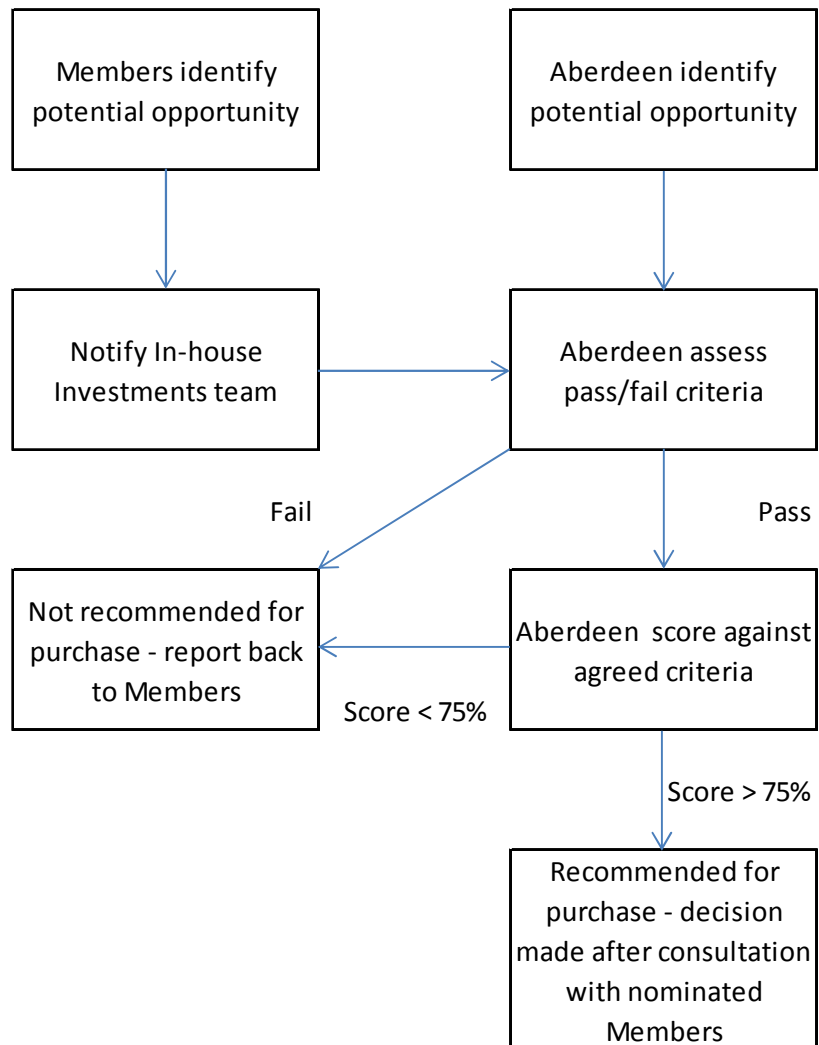 Members identify
potential opportunity
Aberdeen identify
potential opportunity
Notify In-house
Investments team
Aberdeen assess
pass/fail criteria
Fail
Pass
Not recommended for
purchase - report back
to Members
Aberdeen  score against
agreed criteria
Score < 75%
Score > 75%
Recommended for
purchase - decision
made after consultation
with nominated
Members